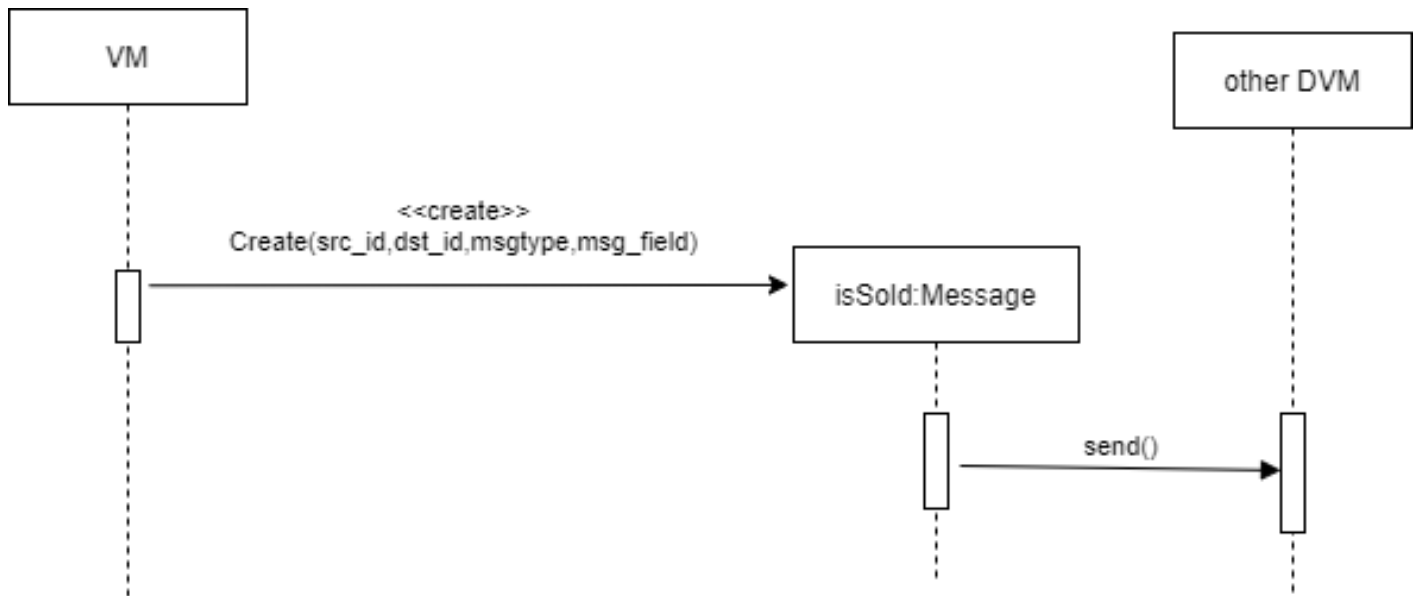 VM
other DVM
<<create>>
Create(src_id,dst_id,msgtype,msg_field)
isSold:Message
send()